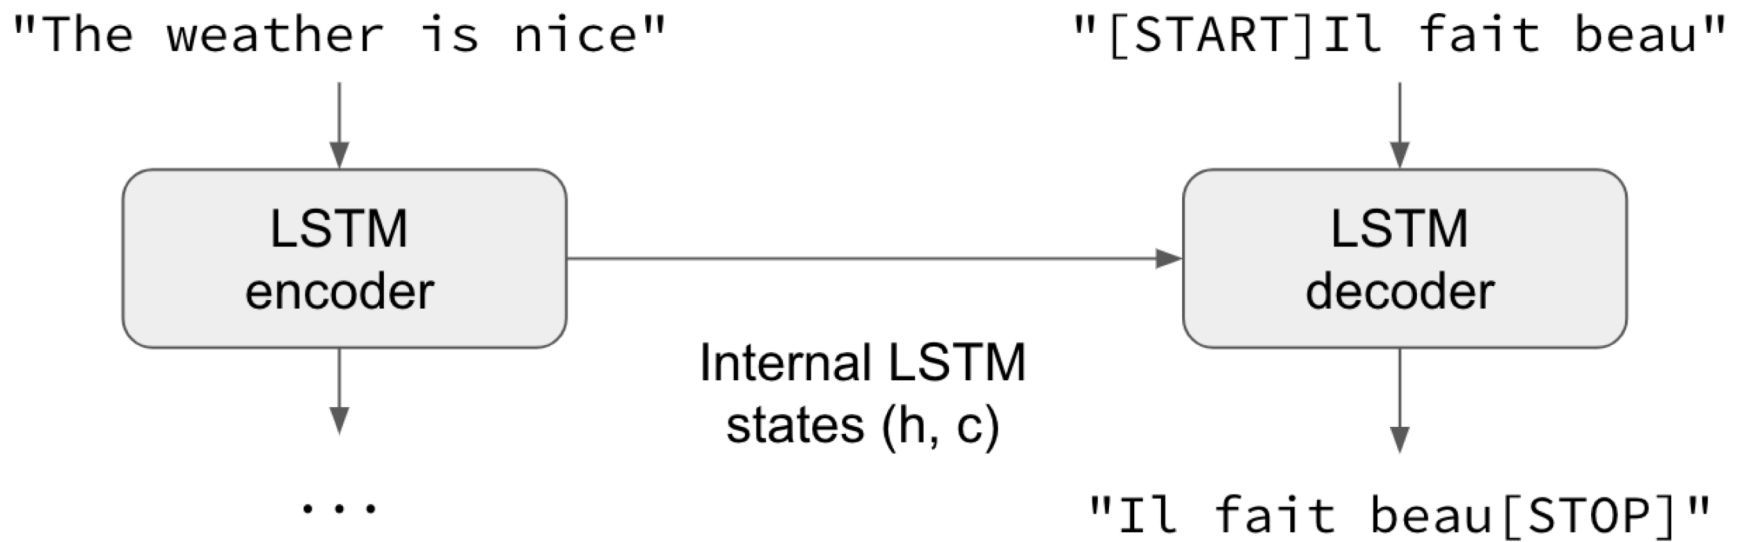 "The weather is nice"
"[START]Il fait beau"
LSTM
encoder
LSTM
decoder
Internal LSTM
states (h, c)
...
"Il fait beau[STOP]"